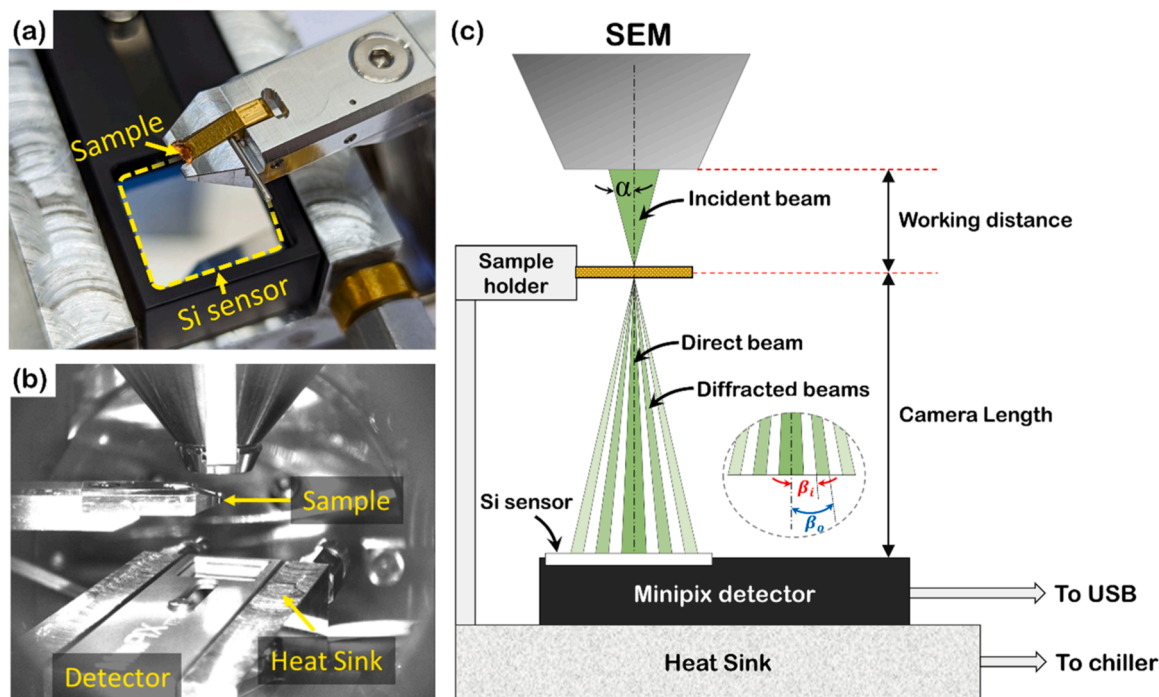 (a)
Sample
Si sensor
(b)
Sample
Heat Sink
Detector
(c)
SEM
α
Incident beam
Working distance
Sample
holder
Direct beam
Diffracted beams
Camera Length
βi
βo
Si sensor
Minipix detector
To USB
Heat Sink
To chiller